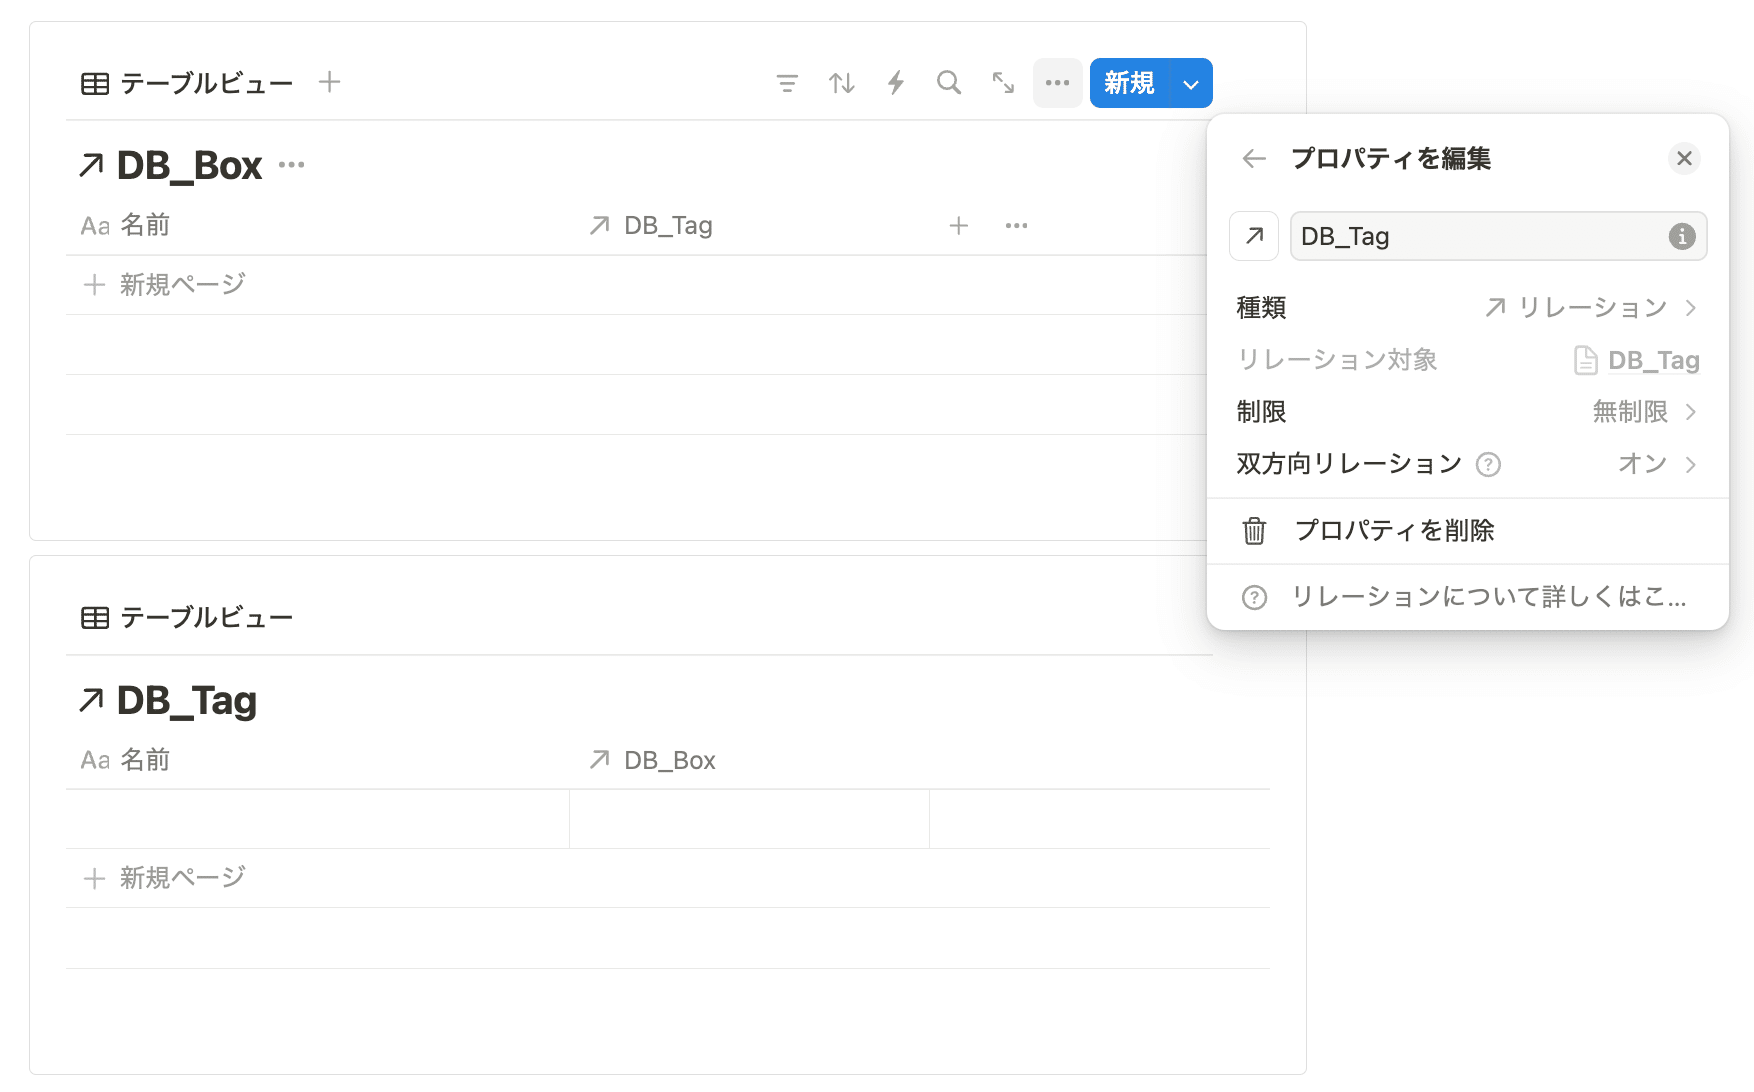 テーブルビュー
新規
DB_Box
Aa 名前
DB_Tag
新規ページ
プロパティを編集
DB_Tag
種類
リレーション
リレーション対象
DB_Tag
制限
無制限
双方向リレーション
オン
プロパティを削除
リレーションについて詳しくはこ...
テーブルビュー
DB_Tag
Aa 名前
DB_Box
新規ページ